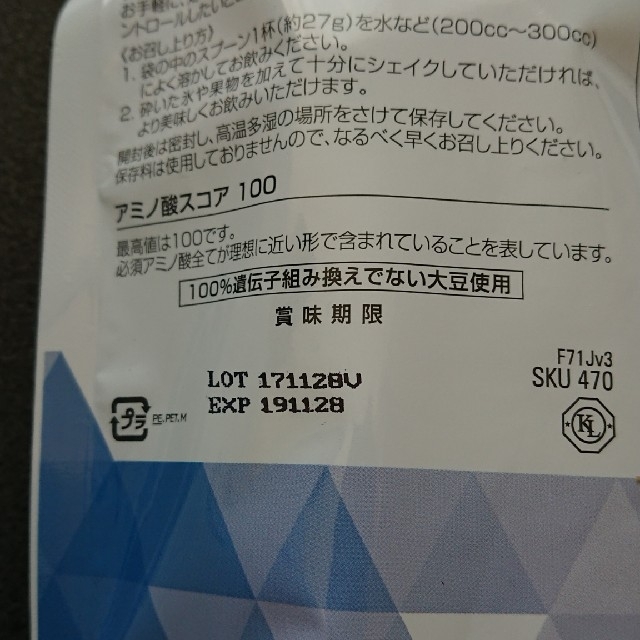 お手軽に、
ントロールしたいと
《お召し上り方》
1. 袋の中のスプーン1杯(約27g)を水など(200cc〜300cc)
によく溶かしてお飲みください。
2. 砕いた氷や果物を加えて十分にシェイクしていただければ、
より美味しくお飲みいただけます。
開封後は密封し、高温多湿の場所をさけて保存してください。
保存料は使用しておりませんので、なるべく早くお召し上りください。
アミノ酸スコア 100
最高値は100です。
必須アミノ酸全てが理想に近い形で含まれていることを表しています。
100%遺伝子組み換えでない大豆使用
賞味期限
F71Jv3
LOT 171128V
SKU 470
EXP 191128
プラ PE, PET, M
KL